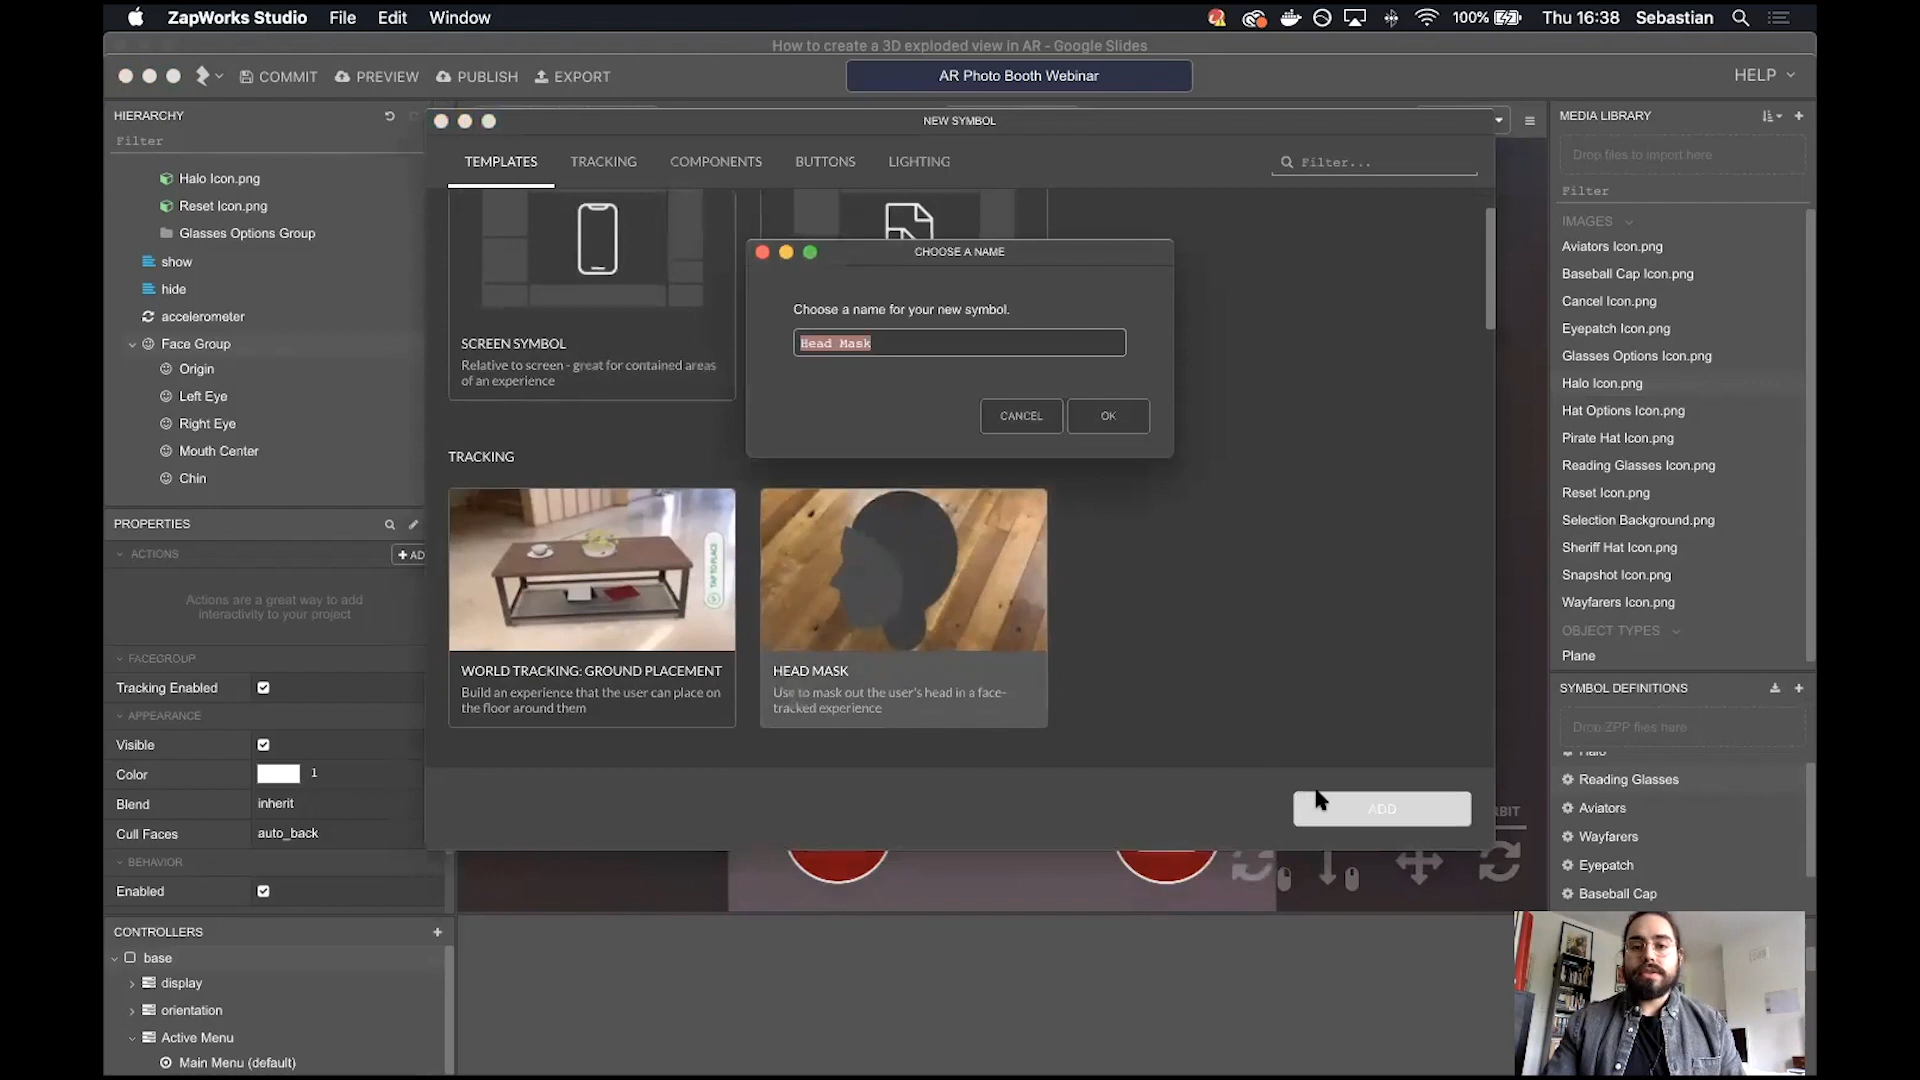 ZapWorks Studio File Edit Window
100% Thu 16:38 Sebastian
How to create a 3D exploded view in AR - Google Slides
COMMIT PREVIEW PUBLISH EXPORT
AR Photo Booth Webinar
HELP
HIERARCHY
Filter
Halo Icon.png
Reset Icon.png
Glasses Options Group
show
hide
accelerometer
Face Group
Origin
Left Eye
Right Eye
Mouth Center
Chin
PROPERTIES
ACTIONS
AD
Actions are a great way to add
interactivity to your project
FACEGROUP
Tracking Enabled
APPEARANCE
Visible
Color 1
Blend inherit
Cull Faces auto_back
BEHAVIOR
Enabled
CONTROLLERS
base
display
orientation
Active Menu
Main Menu (default)
NEW SYMBOL
TEMPLATES TRACKING COMPONENTS BUTTONS LIGHTING
Filter...
SCREEN SYMBOL
Relative to screen - great for contained areas
of an experience
CHOOSE A NAME
Choose a name for your new symbol.
Head Mask
CANCEL OK
TRACKING
TAP TO PLACE
WORLD TRACKING: GROUND PLACEMENT
Build an experience that the user can place on
the floor around them
HEAD MASK
Use to mask out the user's head in a face-
tracked experience
ADD
BIT
MEDIA LIBRARY
Drop files to import here
Filter
IMAGES
Aviators Icon.png
Baseball Cap Icon.png
Cancel Icon.png
Eyepatch Icon.png
Glasses Options Icon.png
Halo Icon.png
Hat Options Icon.png
Pirate Hat Icon.png
Reading Glasses Icon.png
Reset Icon.png
Selection Background.png
Sheriff Hat Icon.png
Snapshot Icon.png
Wayfarers Icon.png
OBJECT TYPES
Plane
SYMBOL DEFINITIONS
Drop ZPP files here
Halo
Reading Glasses
Aviators
Wayfarers
Eyepatch
Baseball Cap